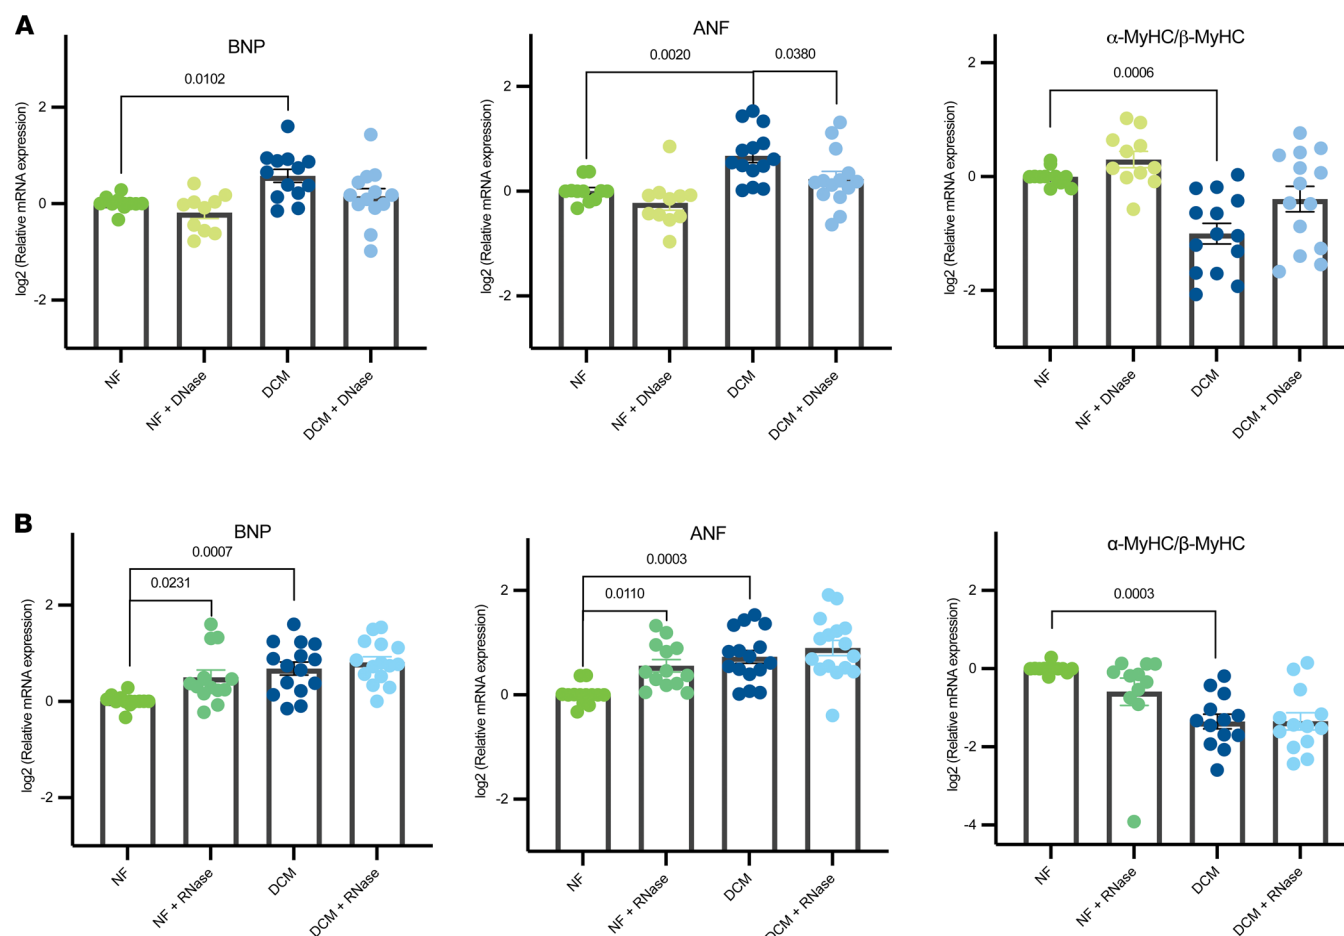 A
BNP
0.0102
log2 (Relative mRNA expression)
2
0
-2
NF
NF + DNase
DCM
DCM + DNase
ANF
0.0020
0.0380
log2 (Relative mRNA expression)
2
0
-2
NF
NF + DNase
DCM
DCM + DNase
α-MyHC/β-MyHC
0.0006
log2 (Relative mRNA expression)
2
0
-2
NF
NF + DNase
DCM
DCM + DNase
B
BNP
0.0007
0.0231
log2 (Relative mRNA expression)
2
0
-2
NF
NF + RNase
DCM
DCM + RNase
ANF
0.0003
0.0110
log2 (Relative mRNA expression)
2
0
-2
NF
NF + RNase
DCM
DCM + RNase
α-MyHC/β-MyHC
0.0003
log2 (Relative mRNA expression)
2
0
-2
-4
NF
NF + RNase
DCM
DCM + RNase